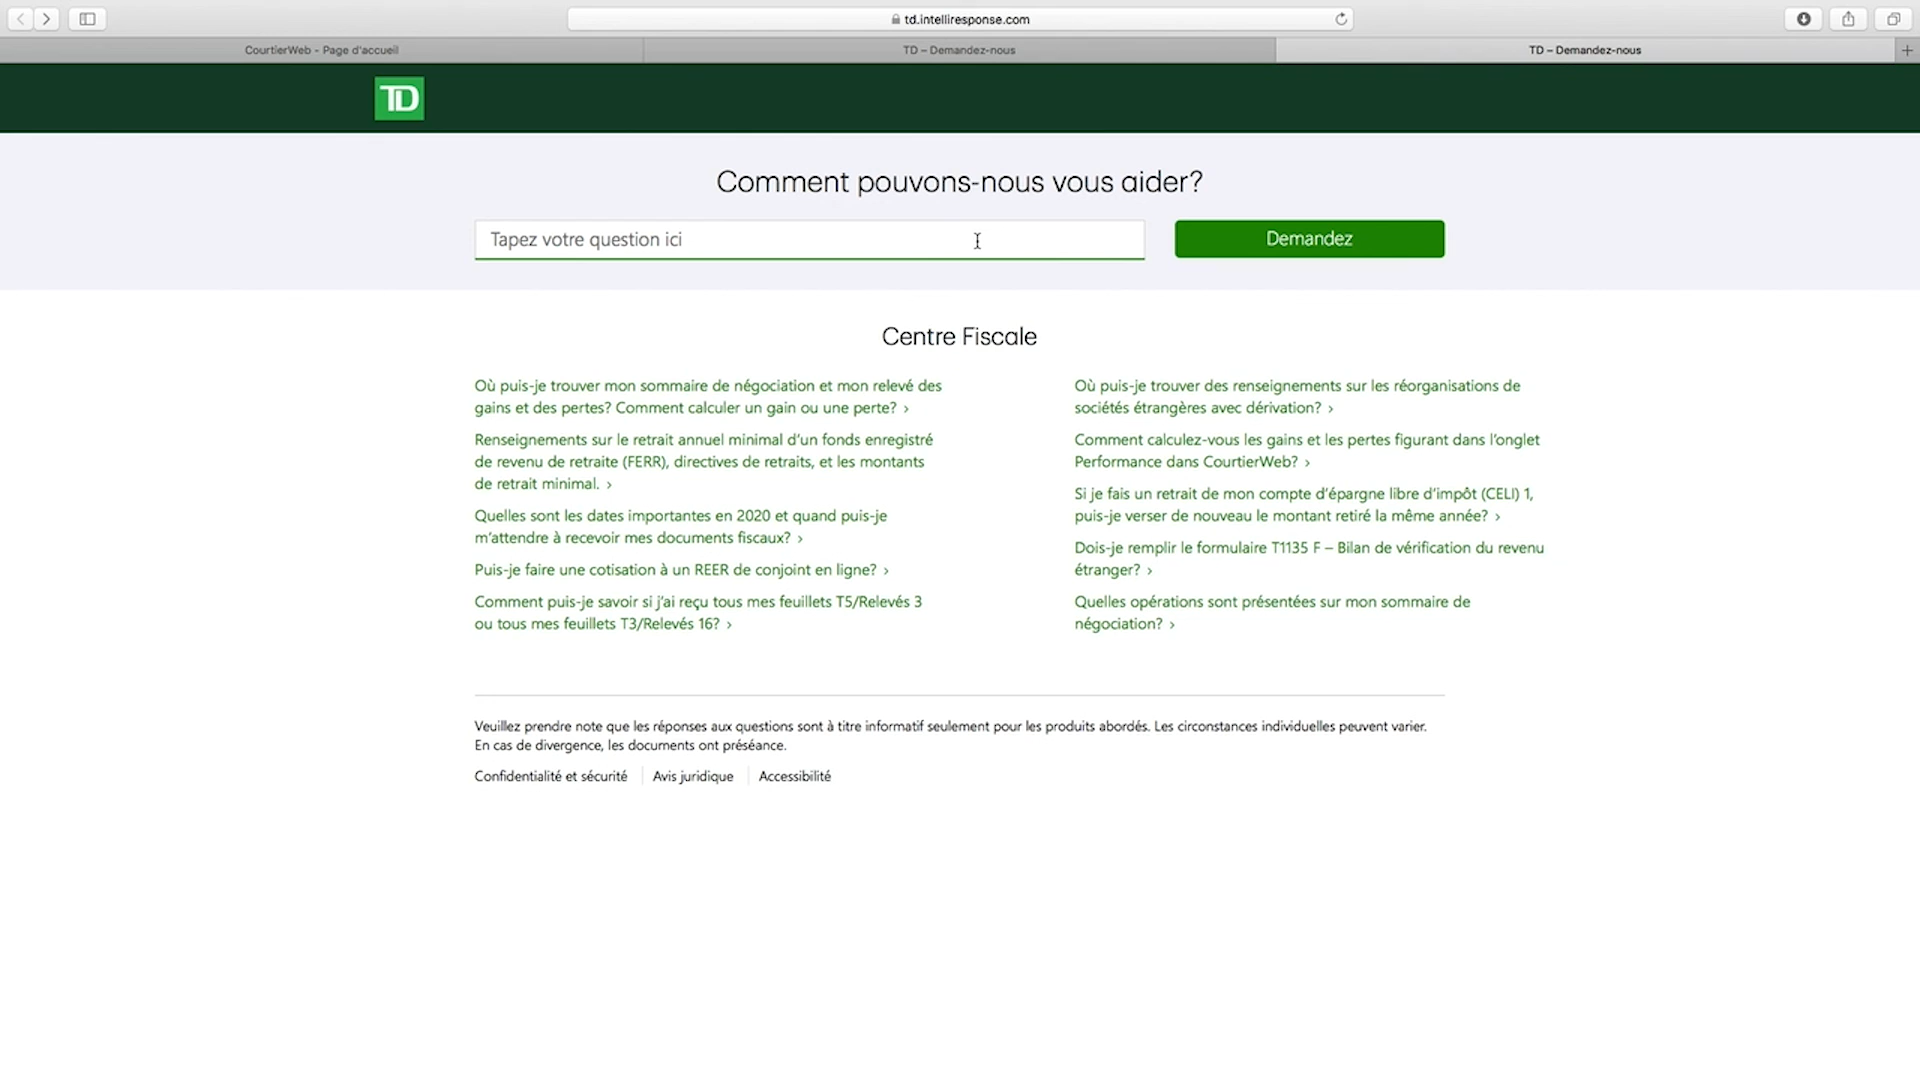 td.intelliresponse.com
CourtierWeb - Page d'accueil
TD – Demandez-nous
TD – Demandez-nous
TD
Comment pouvons-nous vous aider?
Tapez votre question ici
Demandez
Centre Fiscale
Où puis-je trouver mon sommaire de négociation et mon relevé des
gains et des pertes? Comment calculer un gain ou une perte? ›
Renseignements sur le retrait annuel minimal d’un fonds enregistré
de revenu de retraite (FERR), directives de retraits, et les montants
de retrait minimal. ›
Quelles sont les dates importantes en 2020 et quand puis-je
m’attendre à recevoir mes documents fiscaux? ›
Puis-je faire une cotisation à un REER de conjoint en ligne? ›
Comment puis-je savoir si j’ai reçu tous mes feuillets T5/Relevés 3
ou tous mes feuillets T3/Relevés 16? ›
Où puis-je trouver des renseignements sur les réorganisations de
sociétés étrangères avec dérivation? ›
Comment calculez-vous les gains et les pertes figurant dans l’onglet
Performance dans CourtierWeb? ›
Si je fais un retrait de mon compte d’épargne libre d’impôt (CELI) 1,
puis-je verser de nouveau le montant retiré la même année? ›
Dois-je remplir le formulaire T1135 F – Bilan de vérification du revenu
étranger? ›
Quelles opérations sont présentées sur mon sommaire de
négociation? ›
Veuillez prendre note que les réponses aux questions sont à titre informatif seulement pour les produits abordés. Les circonstances individuelles peuvent varier.
En cas de divergence, les documents ont préséance.
Confidentialité et sécurité
Avis juridique
Accessibilité